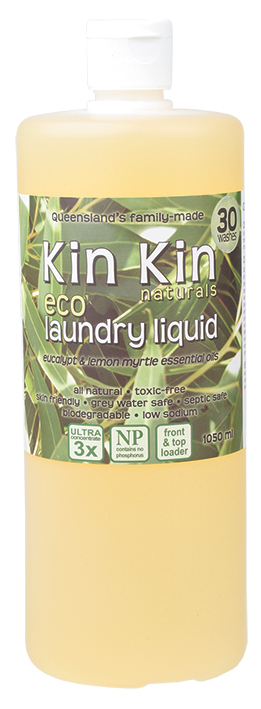 Queensland's family-made
30
washes
Kin Kin
naturals
eco
laundry liquid
eucalypt & lemon myrtle essential oils
all natural • toxic-free
skin friendly • grey water safe • septic safe
biodegradable • low sodium
ULTRA
concentrate
3x
NP
contains no
phosphorus
front
& top
loader
1050 ml